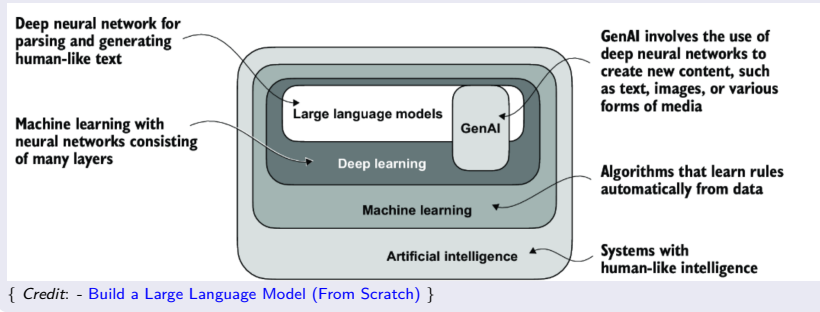 Deep neural network for
parsing and generating
human-like text
Machine learning with
neural networks consisting
of many layers
Large language models
GenAI
Deep learning
Machine learning
Artificial intelligence
GenAI involves the use of
deep neural networks to
create new content, such
as text, images, or various
forms of media
Algorithms that learn rules
automatically from data
Systems with
human-like intelligence
{ Credit: - Build a Large Language Model (From Scratch) }